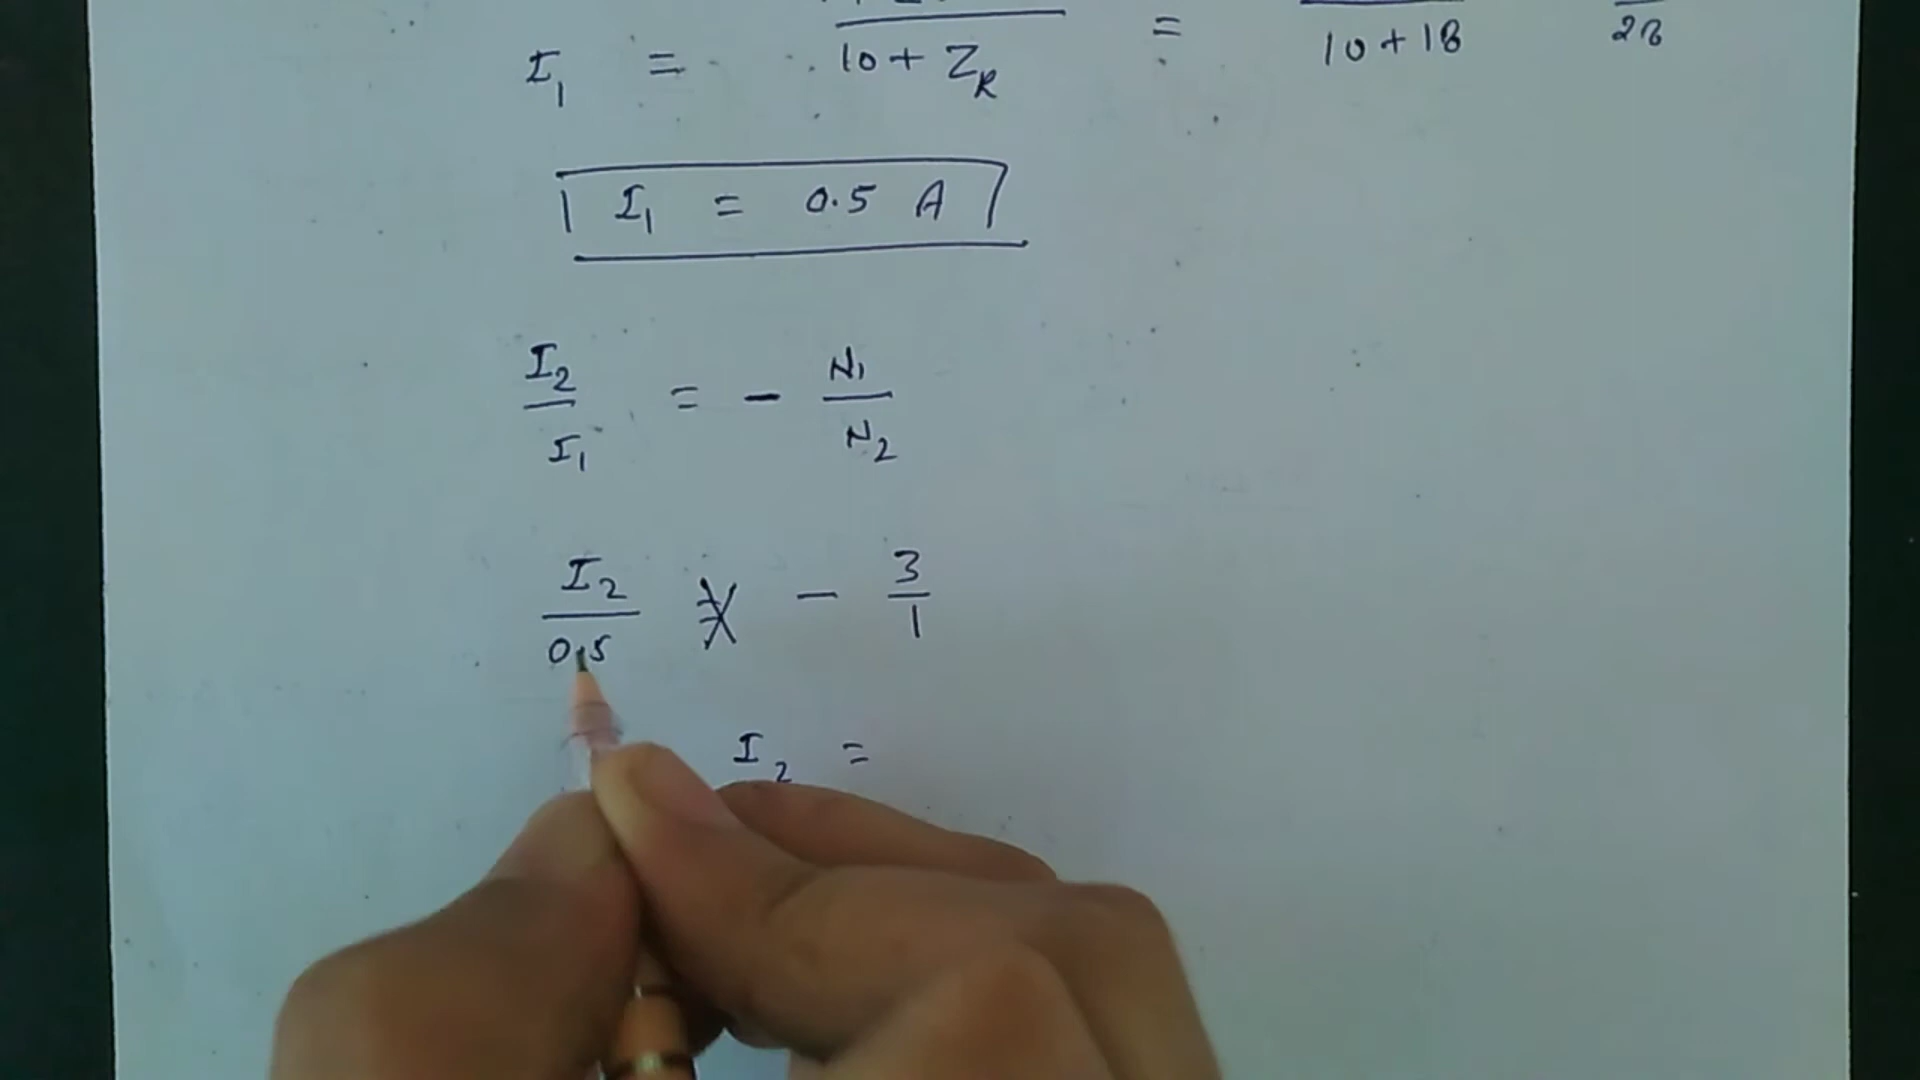 I₁ = ―――― / 10 + Z_R = ―――― / 10 + 18 ―― / 28
I₁ = 0.5 A
I₂ / I₁ = - N₁ / N₂
I₂ / 0.5 = - 3 / 1
I₂ =